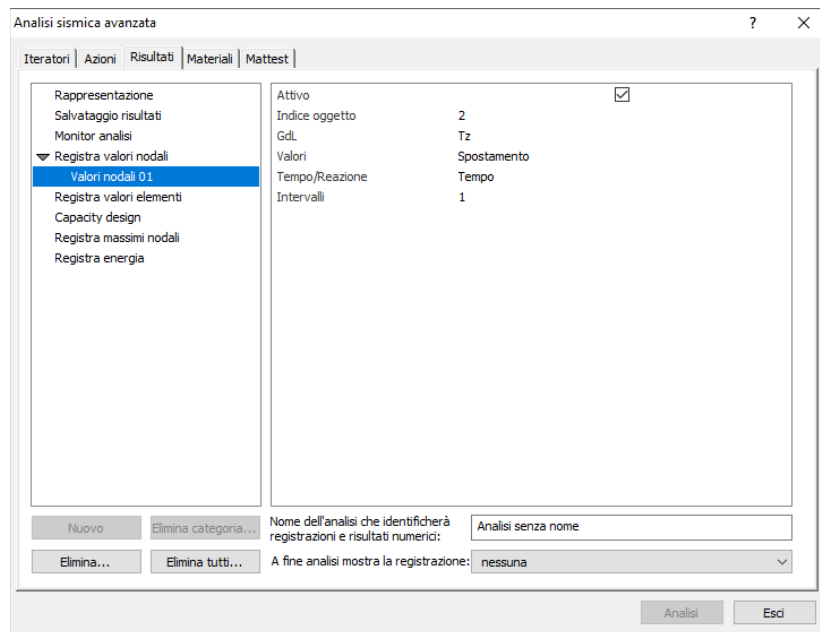 Analisi sismica avanzata ? ×
Iteratori Azioni Risultati Materiali Mattest
Rappresentazione
Salvataggio risultati
Monitor analisi
Registra valori nodali
Valori nodali 01
Registra valori elementi
Capacity design
Registra massimi nodali
Registra energia
Attivo
Indice oggetto 2
GdL Tz
Valori Spostamento
Tempo/Reazione Tempo
Intervalli 1
Nuovo Elimina categoria...
Elimina... Elimina tutti...
Nome dell'analisi che identificherà
registrazioni e risultati numerici:
Analisi senza nome
A fine analisi mostra la registrazione: nessuna
Analisi Esci